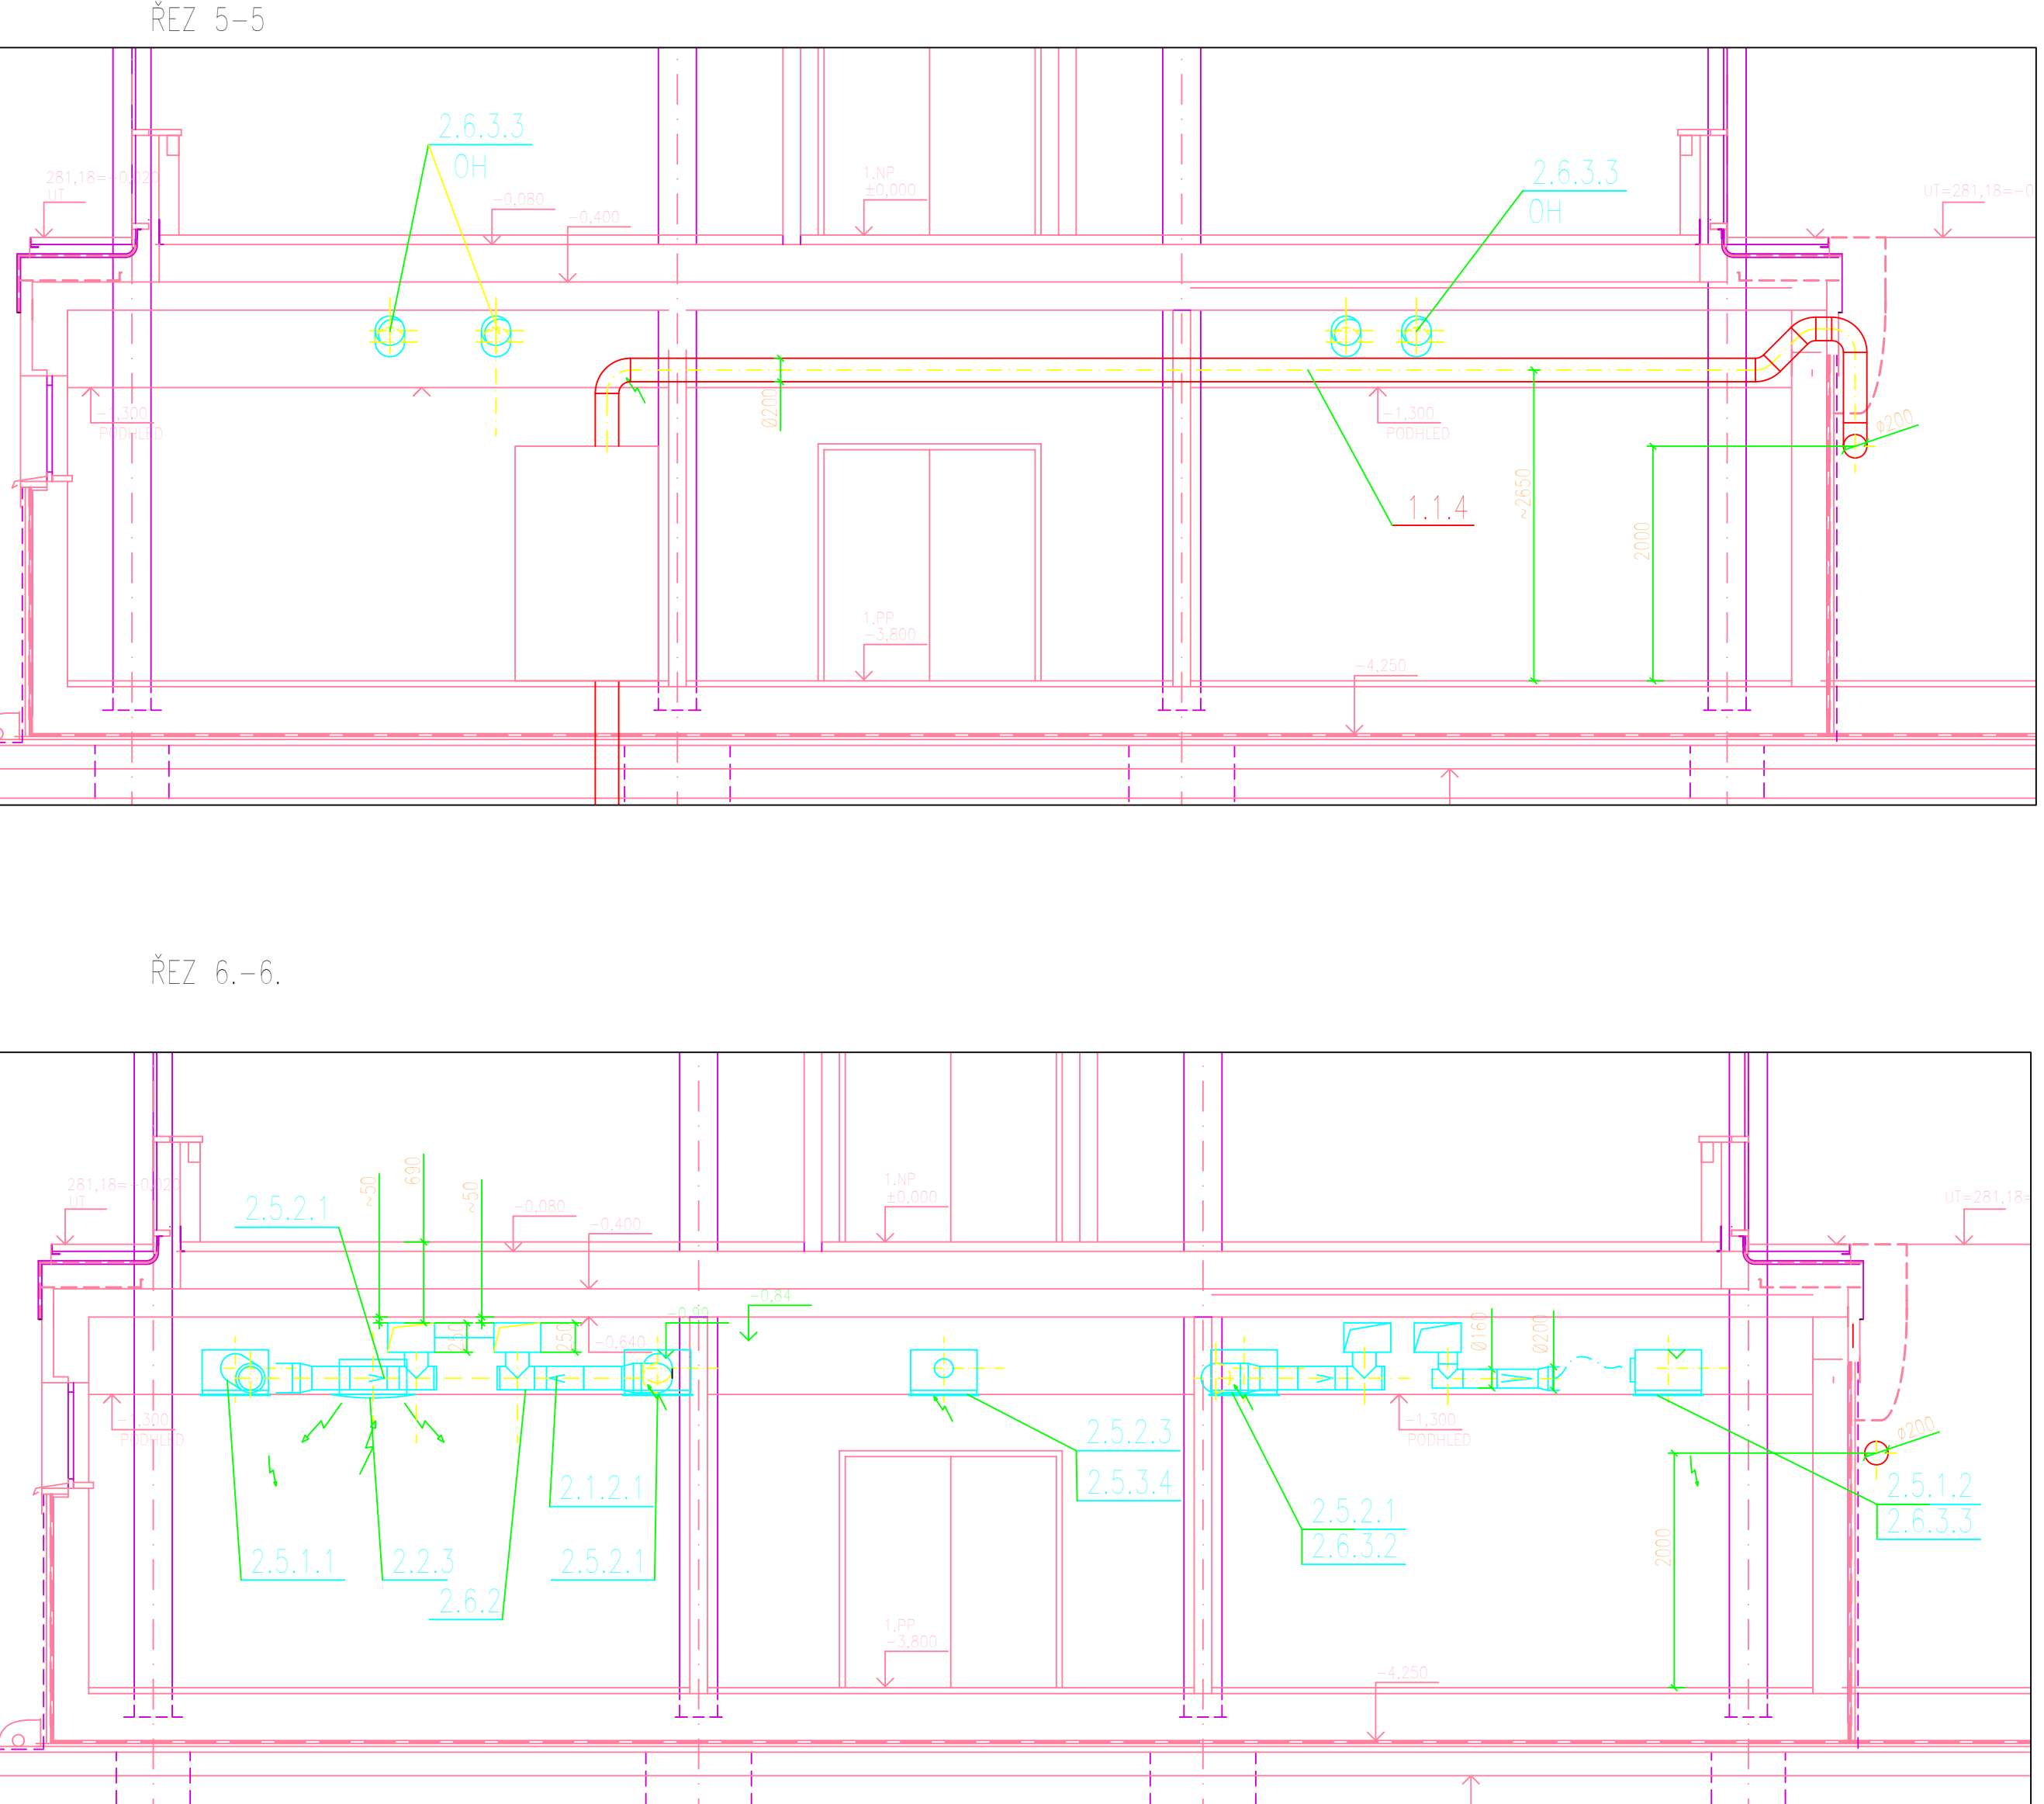 ŘEZ 5-5
2.6.3.3
OH
281,18=-0,020
UT
-0,080
-0,400
1.NP
±0,000
2.6.3.3
OH
UT=281,18=-0
-1,300
PODHLED
Ø200
-1,300
PODHLED
Ø200
~2650
1.1.4
2000
1.PP
-3,800
-4,250
ŘEZ 6.-6.
281,18=-0,020
UT
2.5.2.1
~50
690
~50
-0,080
-0,400
1.NP
±0,000
UT=281,18=
-0,84
-0,99
250
250
-0,640
Ø160
Ø200
-1,300
PODHLED
-1,300
PODHLED
Ø200
2.5.2.3
2.5.3.4
2.1.2.1
2.5.2.1
2.6.3.2
2.5.1.2
2.6.3.3
2.5.1.1
2.2.3
2.5.2.1
2.6.2
2000
1.PP
-3,800
-4,250